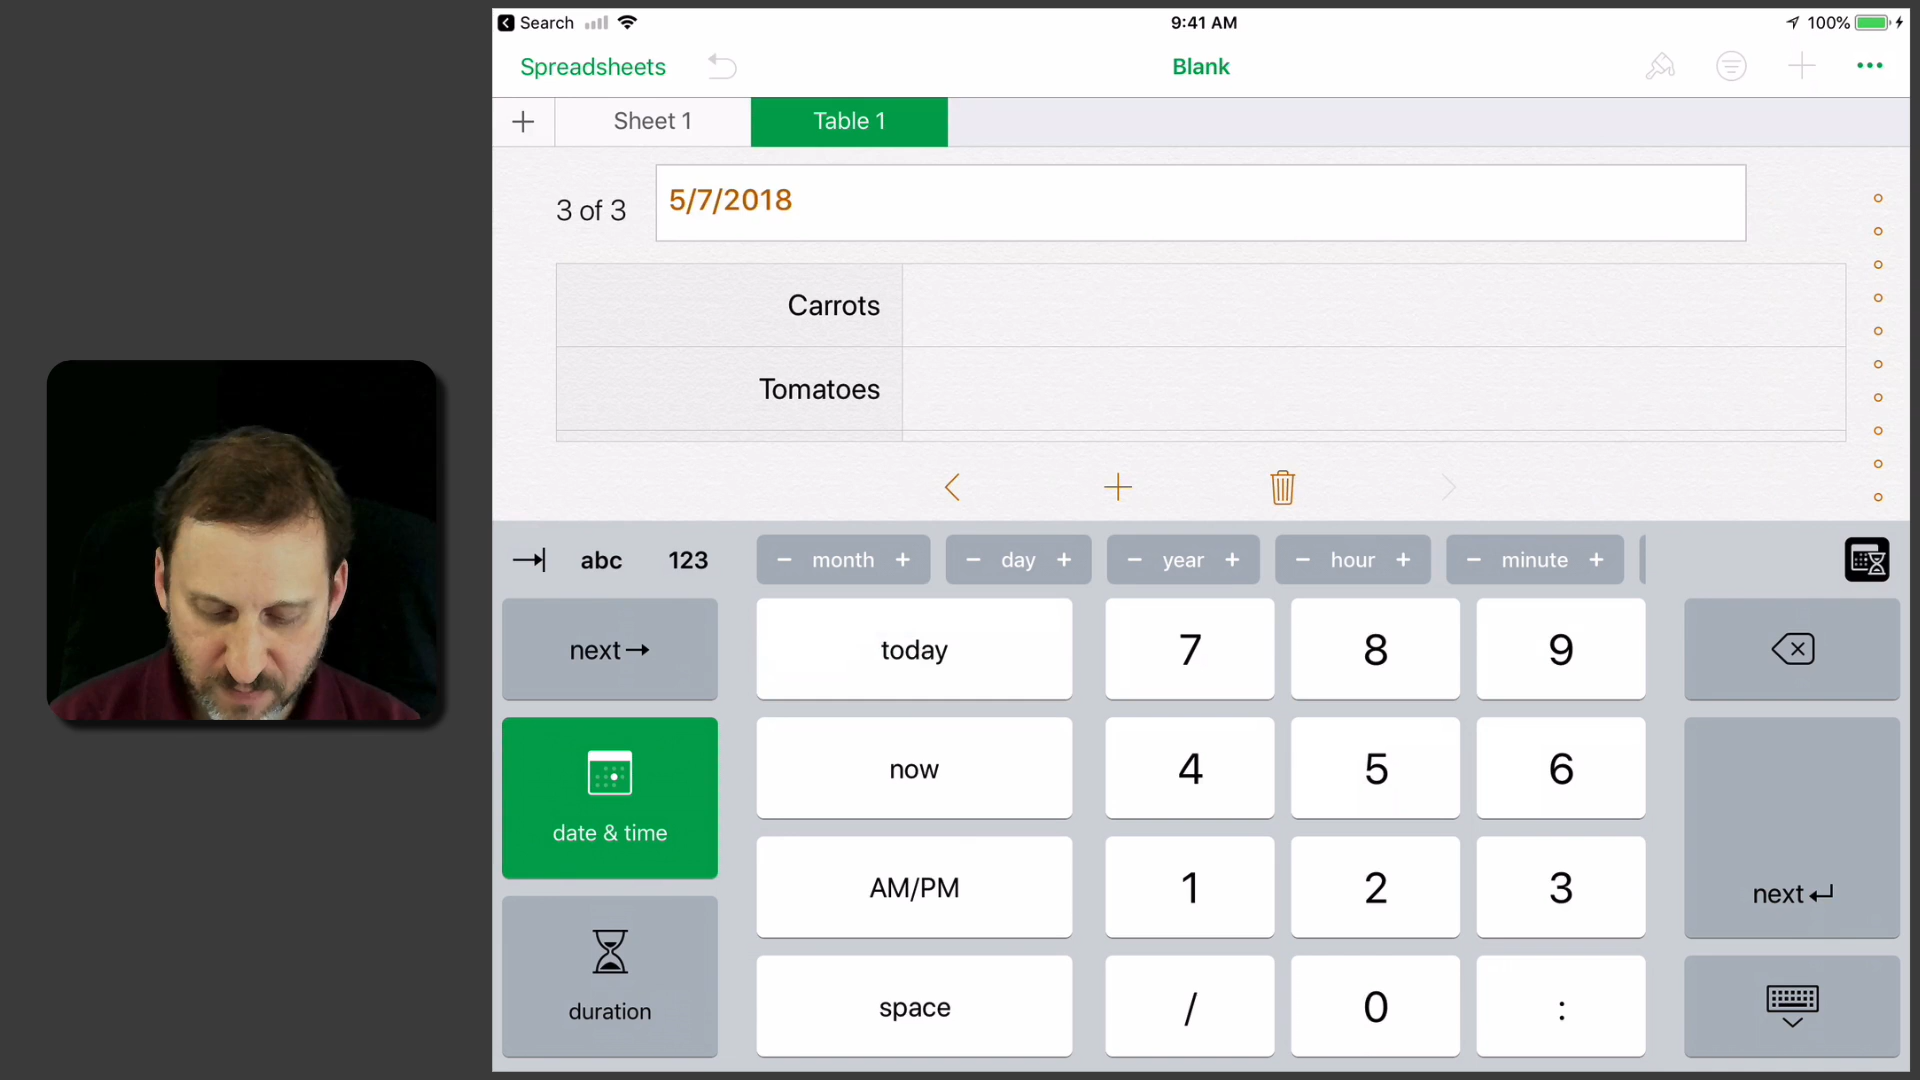 Search
9:41 AM
100%
Spreadsheets
Blank
Sheet 1
Table 1
3 of 3
5/7/2018
Carrots
Tomatoes
abc
123
- month +
- day +
- year +
- hour +
- minute +
next→
today
7
8
9
date & time
now
4
5
6
AM/PM
1
2
3
next
duration
space
/
0
: